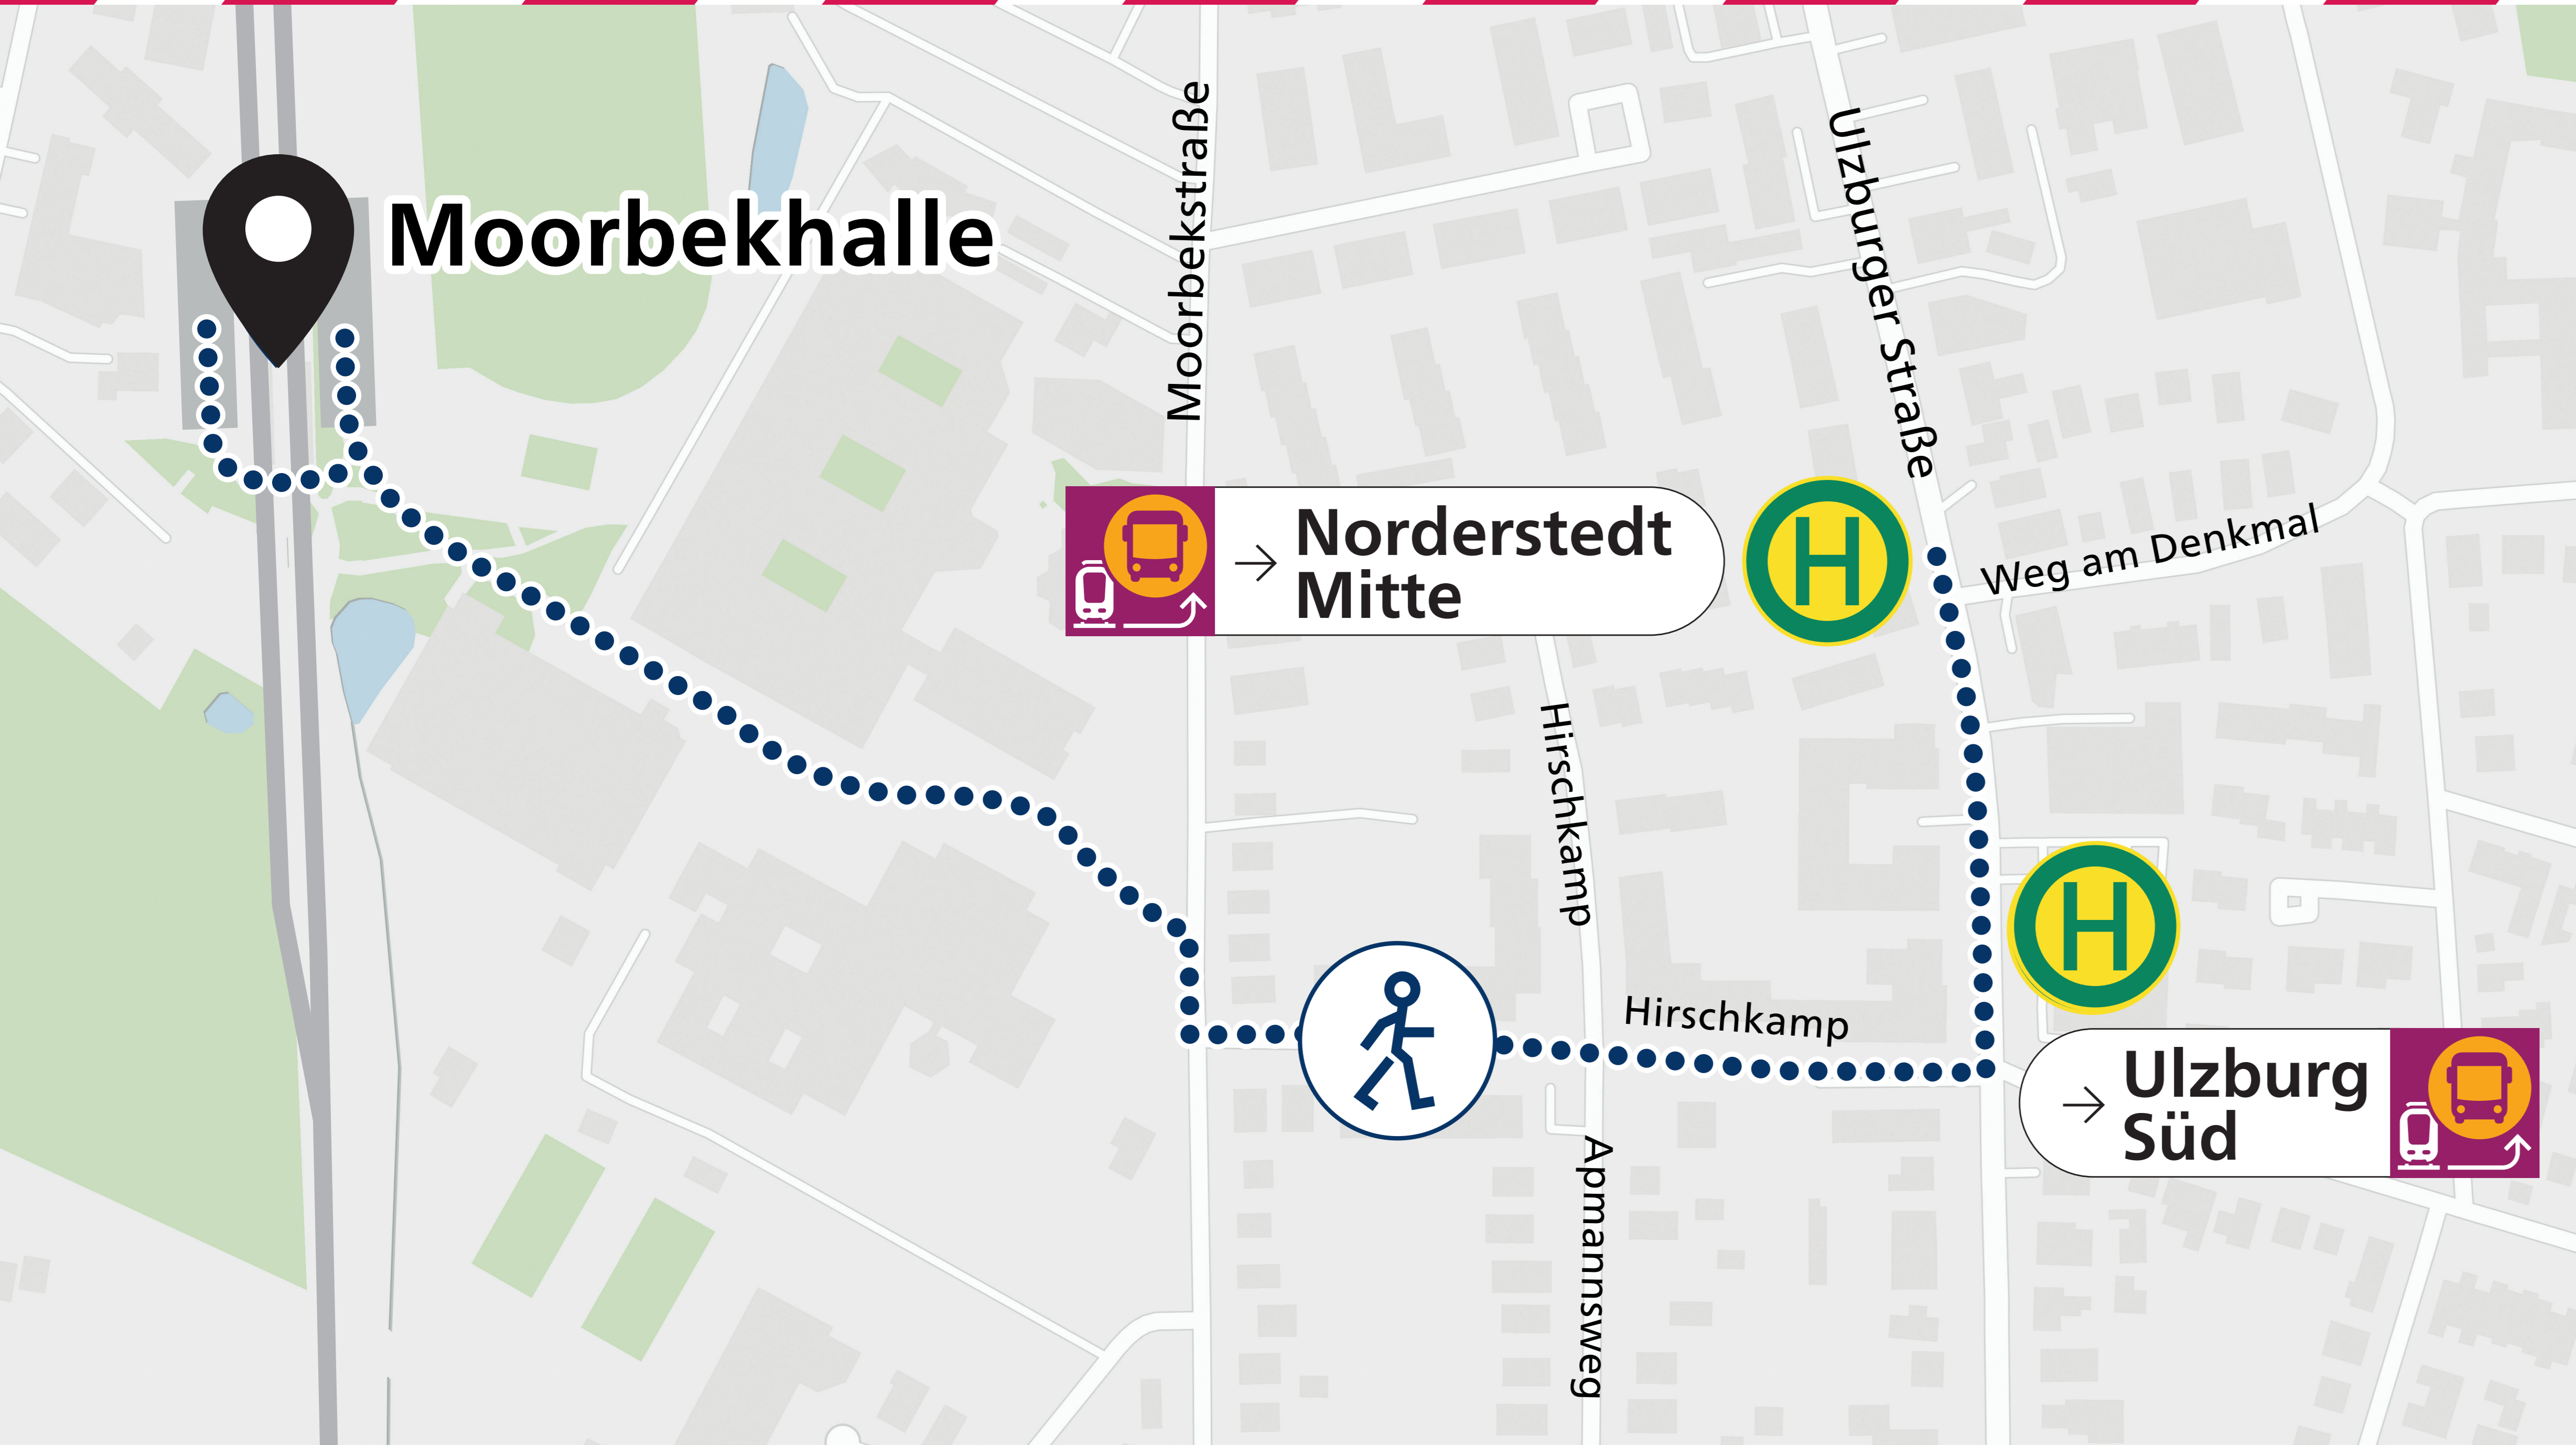 Moorbekhalle
Moorbekstraße
Ulzburger Straße
Norderstedt
Mitte
H
Weg am Denkmal
Hirschkamp
H
Hirschkamp
Ulzburg
Süd
Apmannsweg